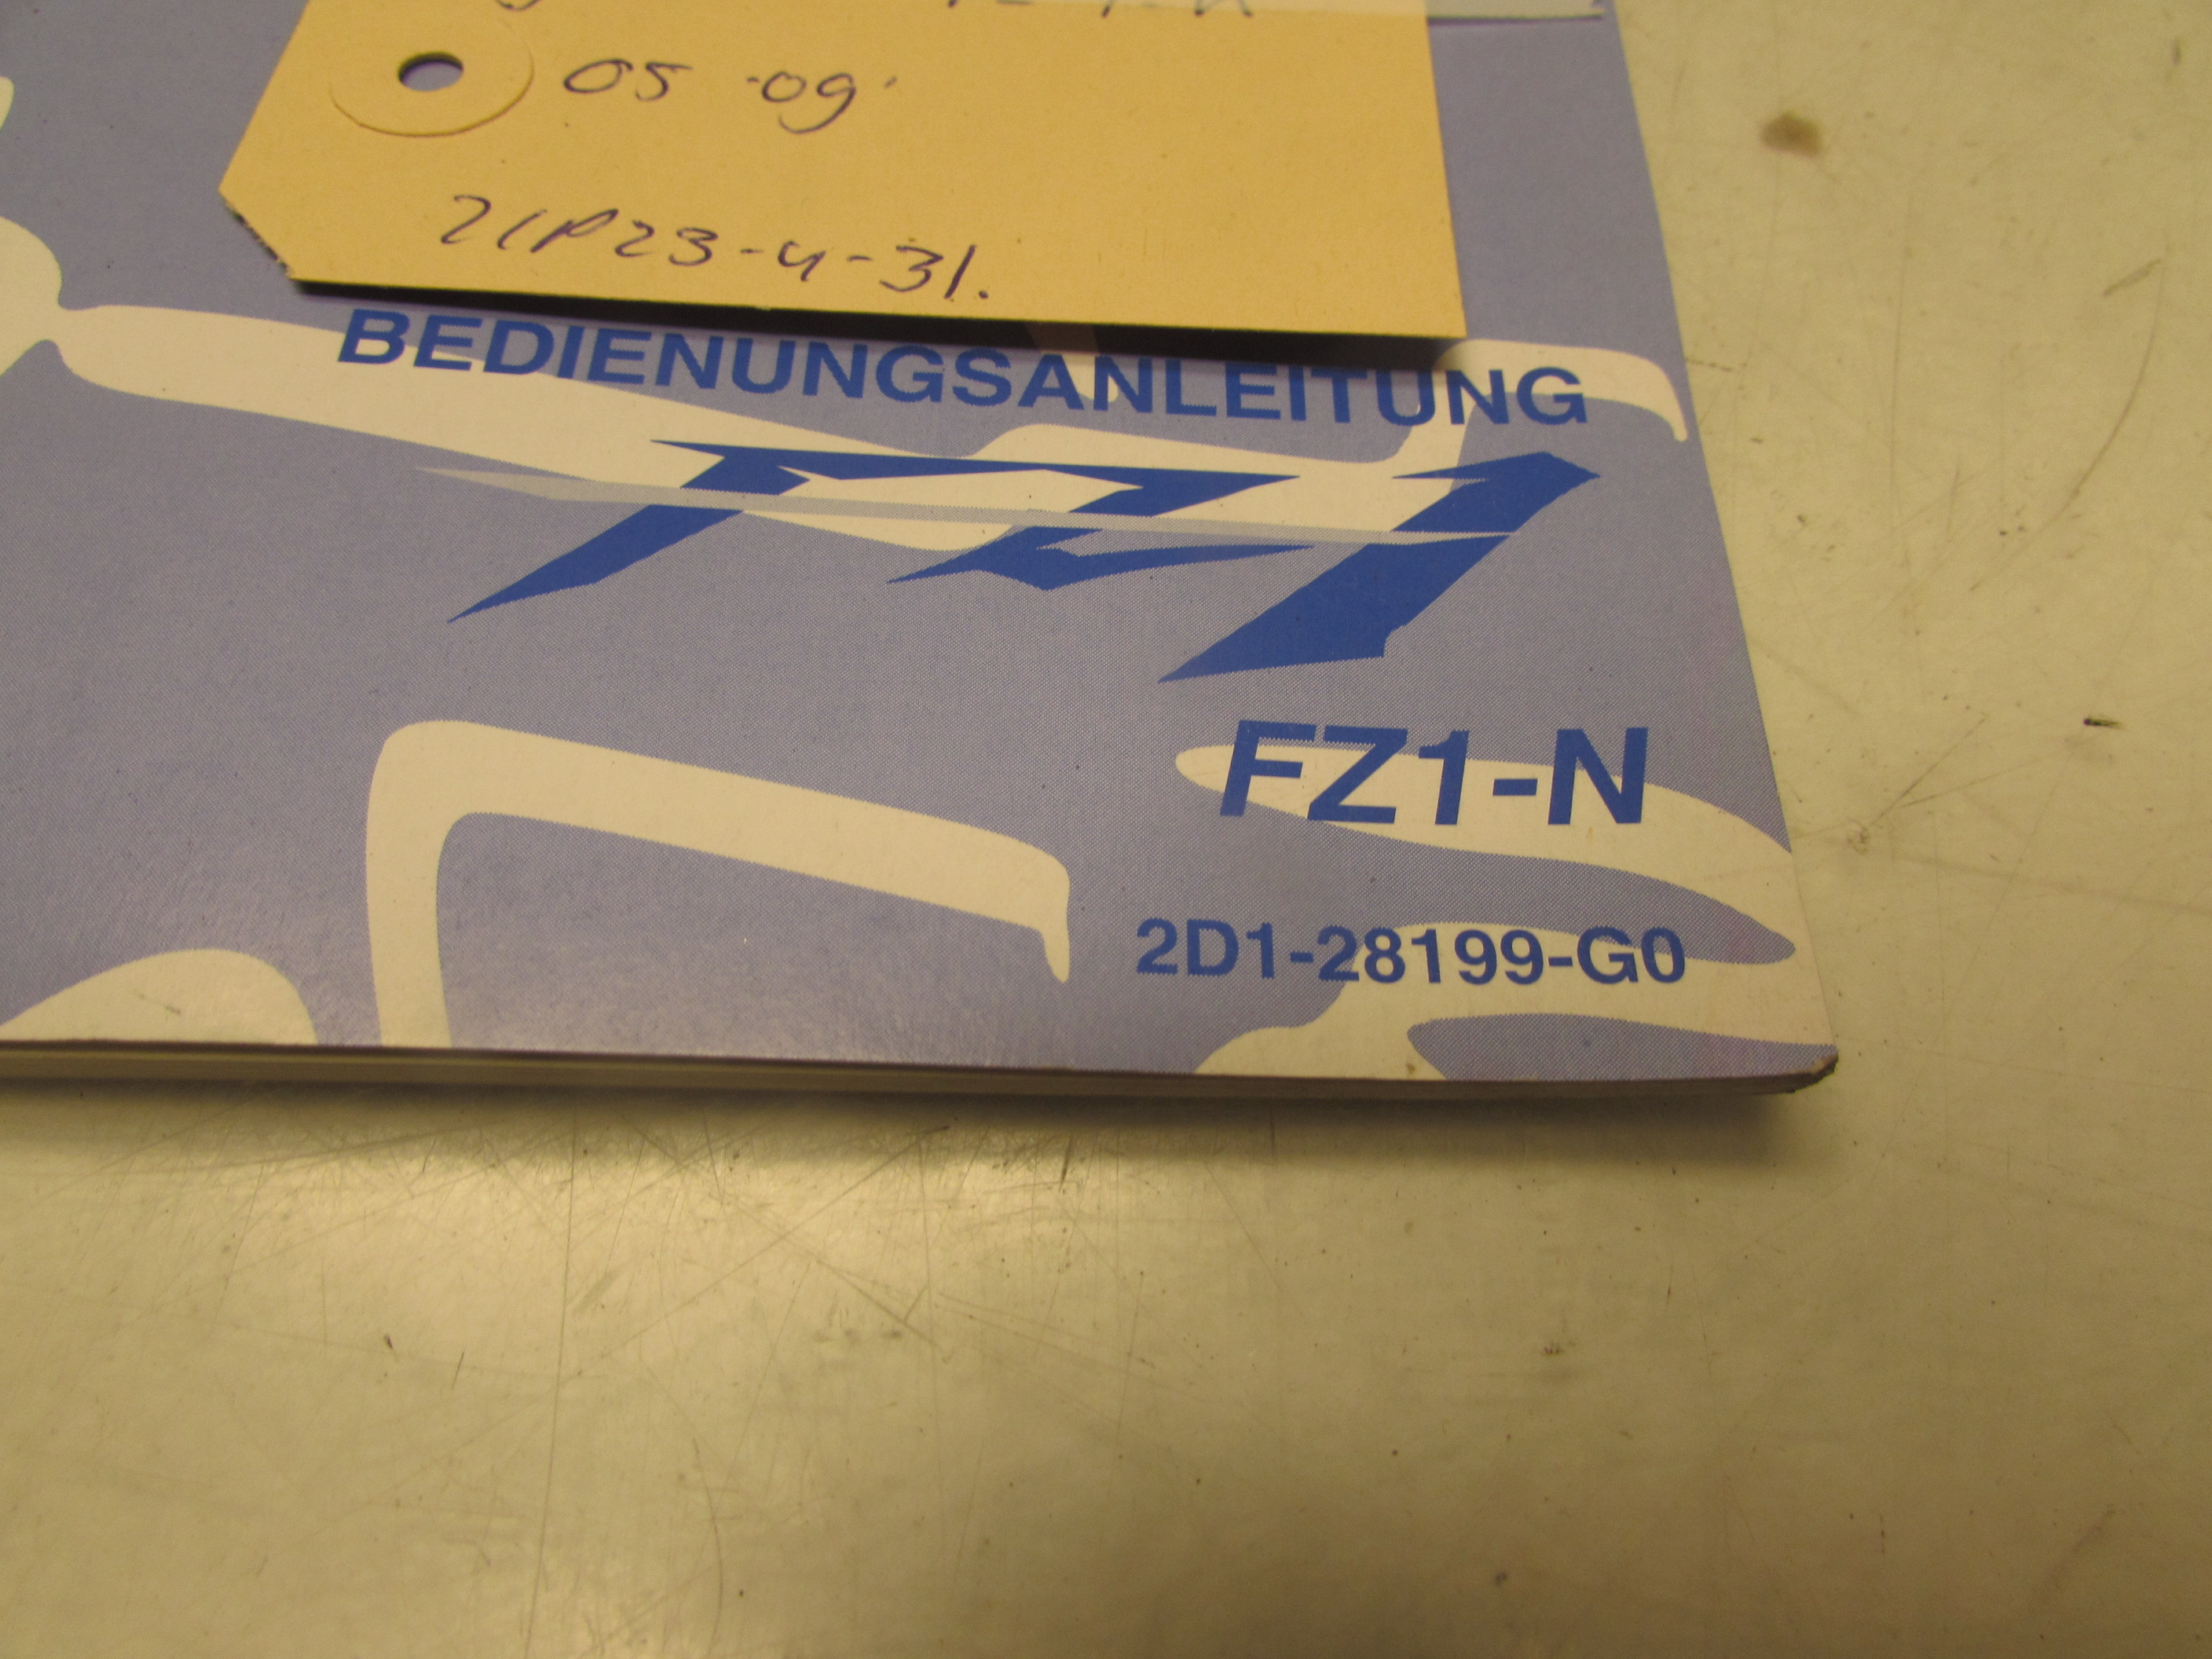 05 -09
21P23-4-31.
BEDIENUNGSANLEITUNG
FZ1
FZ1-N
2D1-28199-G0